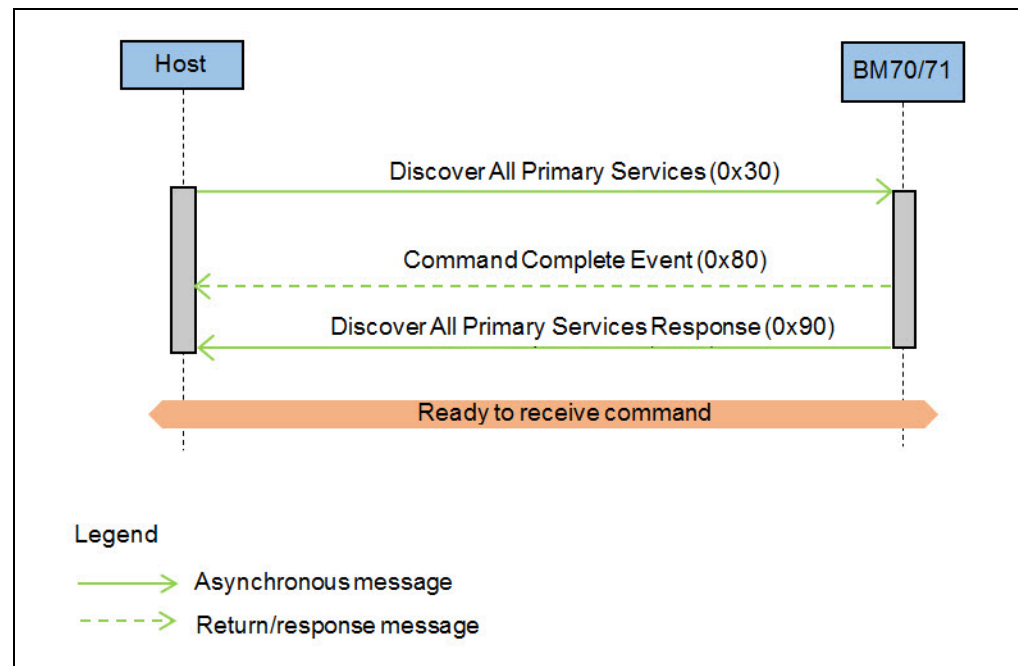 Host
BM70/71
Discover All Primary Services (0x30)
Command Complete Event (0x80)
Discover All Primary Services Response (0x90)
Ready to receive command
Legend
Asynchronous message
Return/response message